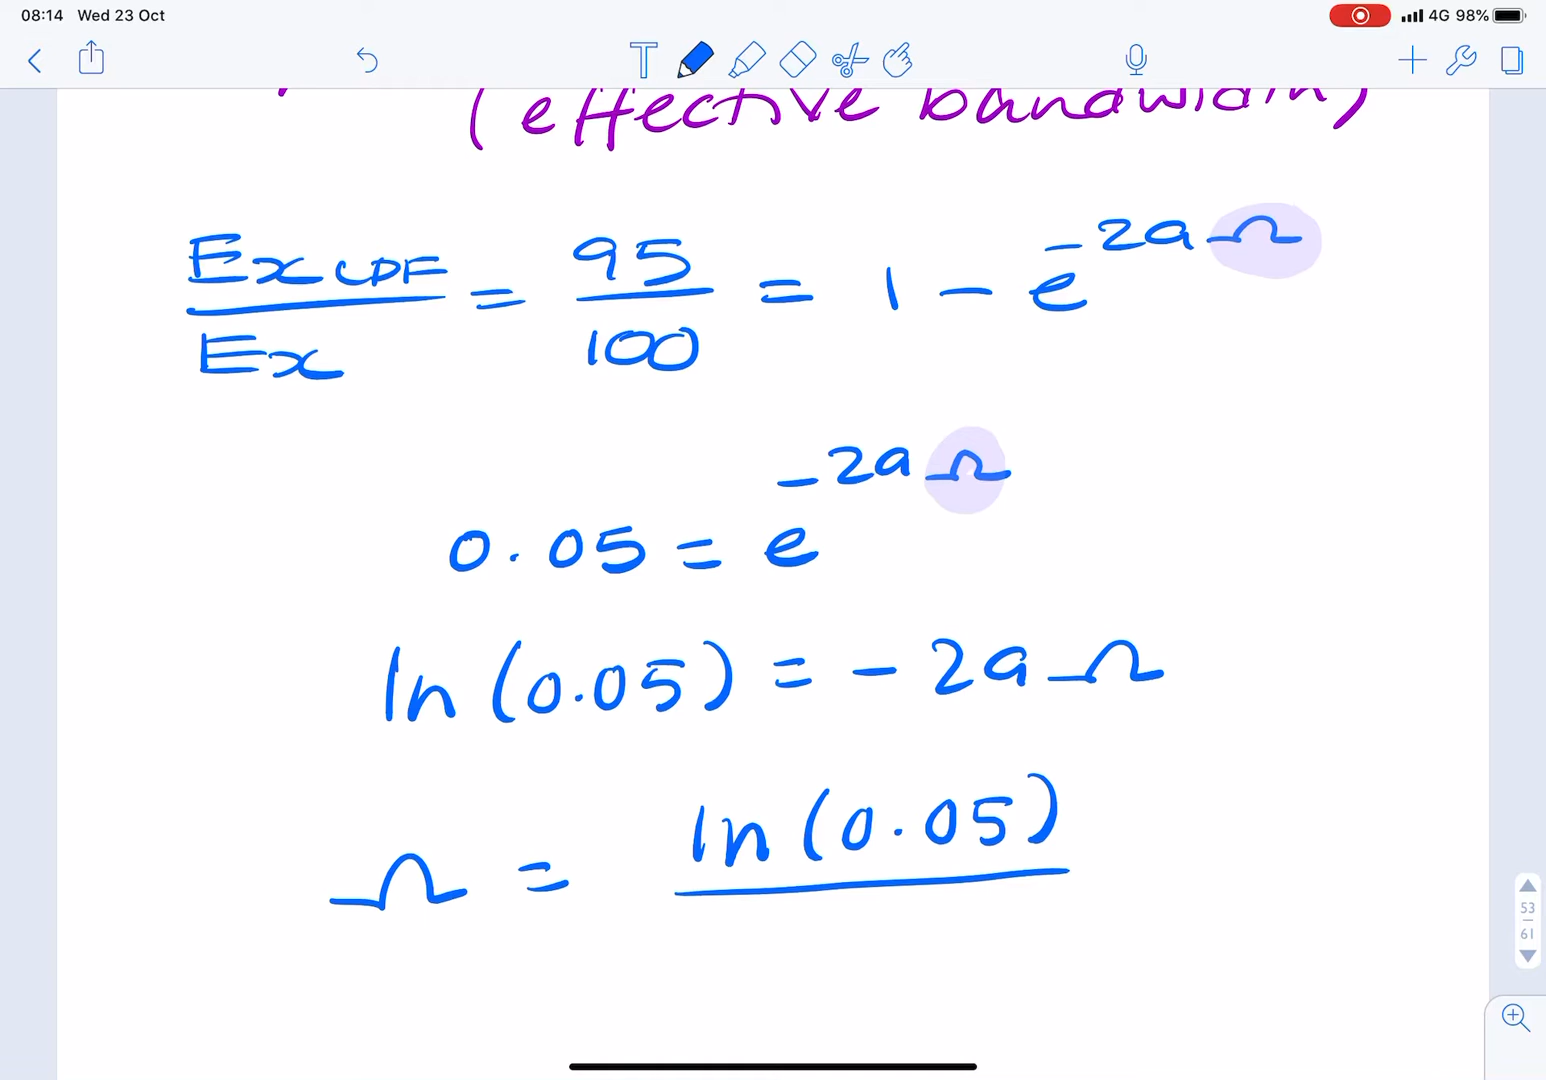 08:14 Wed 23 Oct 4G 98%
T
(effective bandwidth)
Ex LPF / Ex = 95 / 100 = 1 - e^-2aΩ
0.05 = e^-2aΩ
ln(0.05) = -2aΩ
Ω = ln(0.05)
53
61